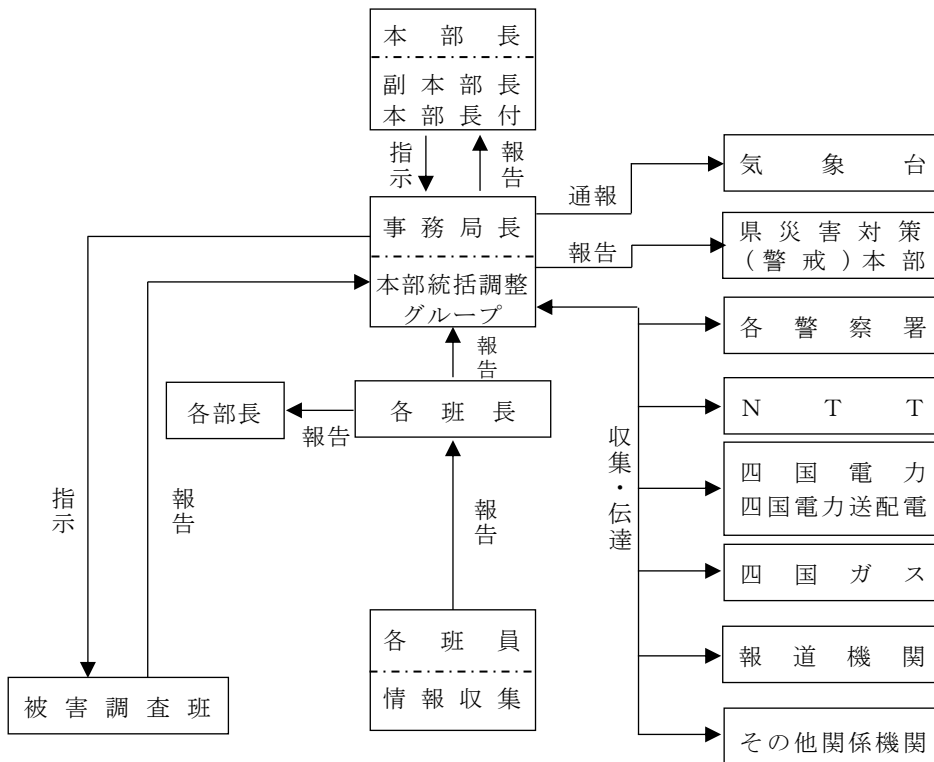 本部長
副本部長
本部長付
指示
報告
事務局長
本部統括調整
グループ
通報
気象台
報告
県災害対策
(警戒)本部
各警察署
NTT
四国電力
四国電力送配電
四国ガス
報道機関
その他関係機関
収集・伝達
報告
各班長
報告
各部長
報告
各班員
情報収集
指示
報告
被害調査班